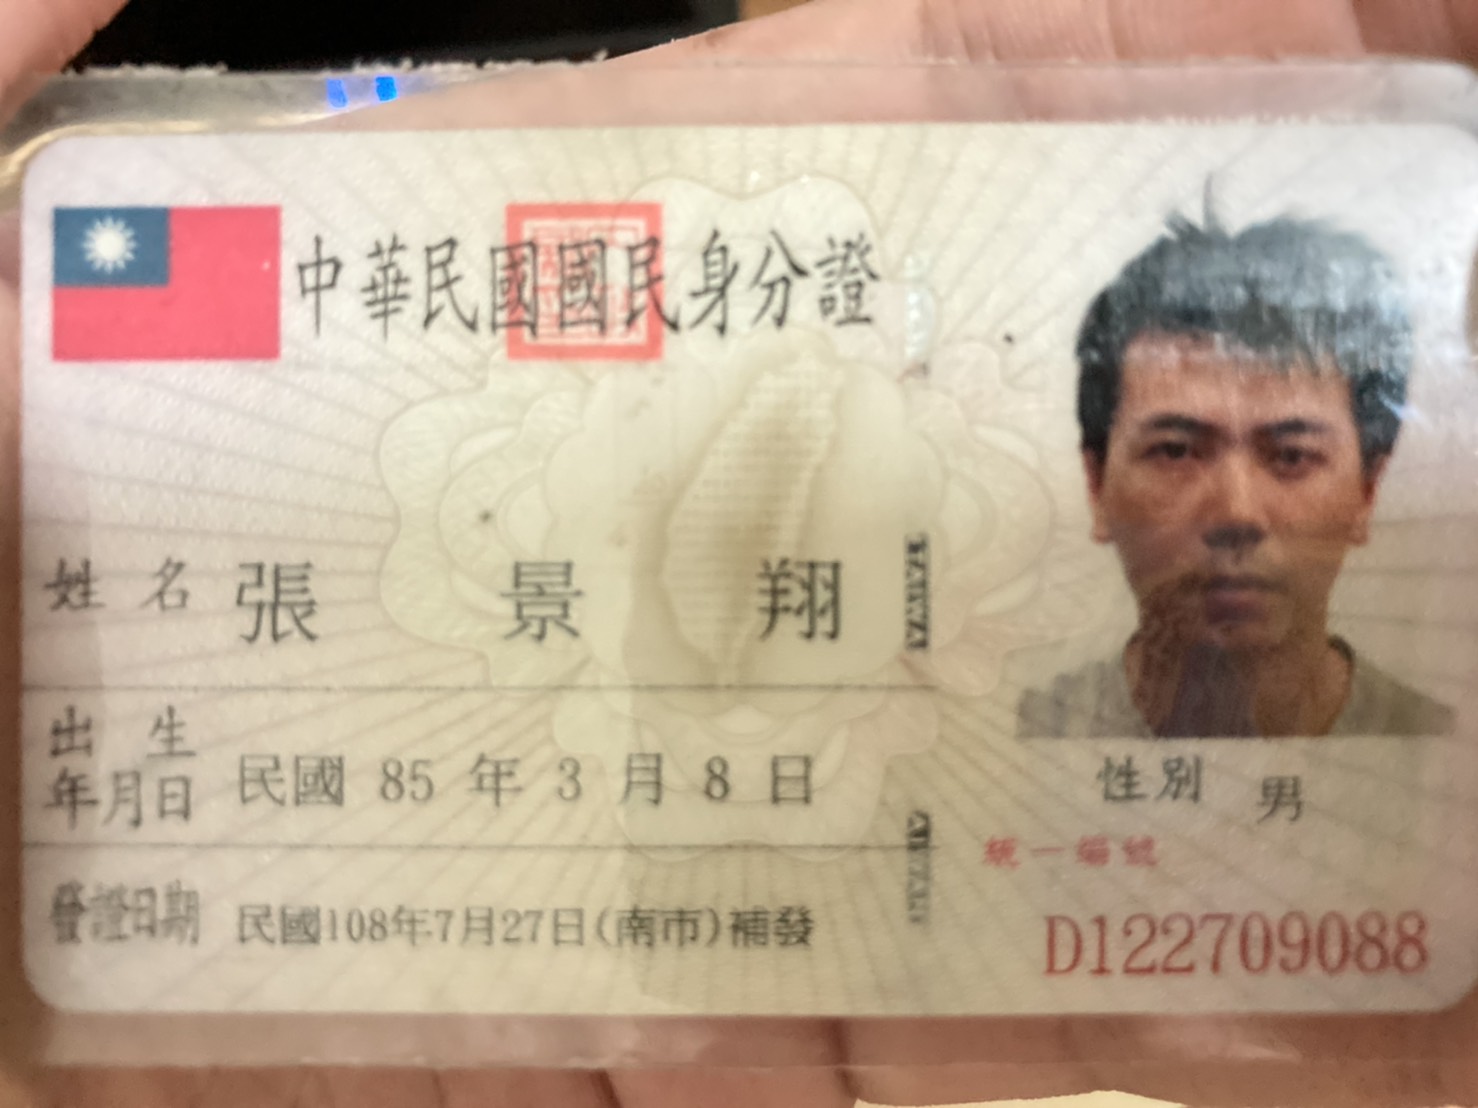 中華民國國民身分證
姓名 張景翔
出生年月日 民國 85 年 3 月 8 日
性別 男
發證日期 民國108年7月27日(南市)補發
統一編號
D122709088
TAIWAN